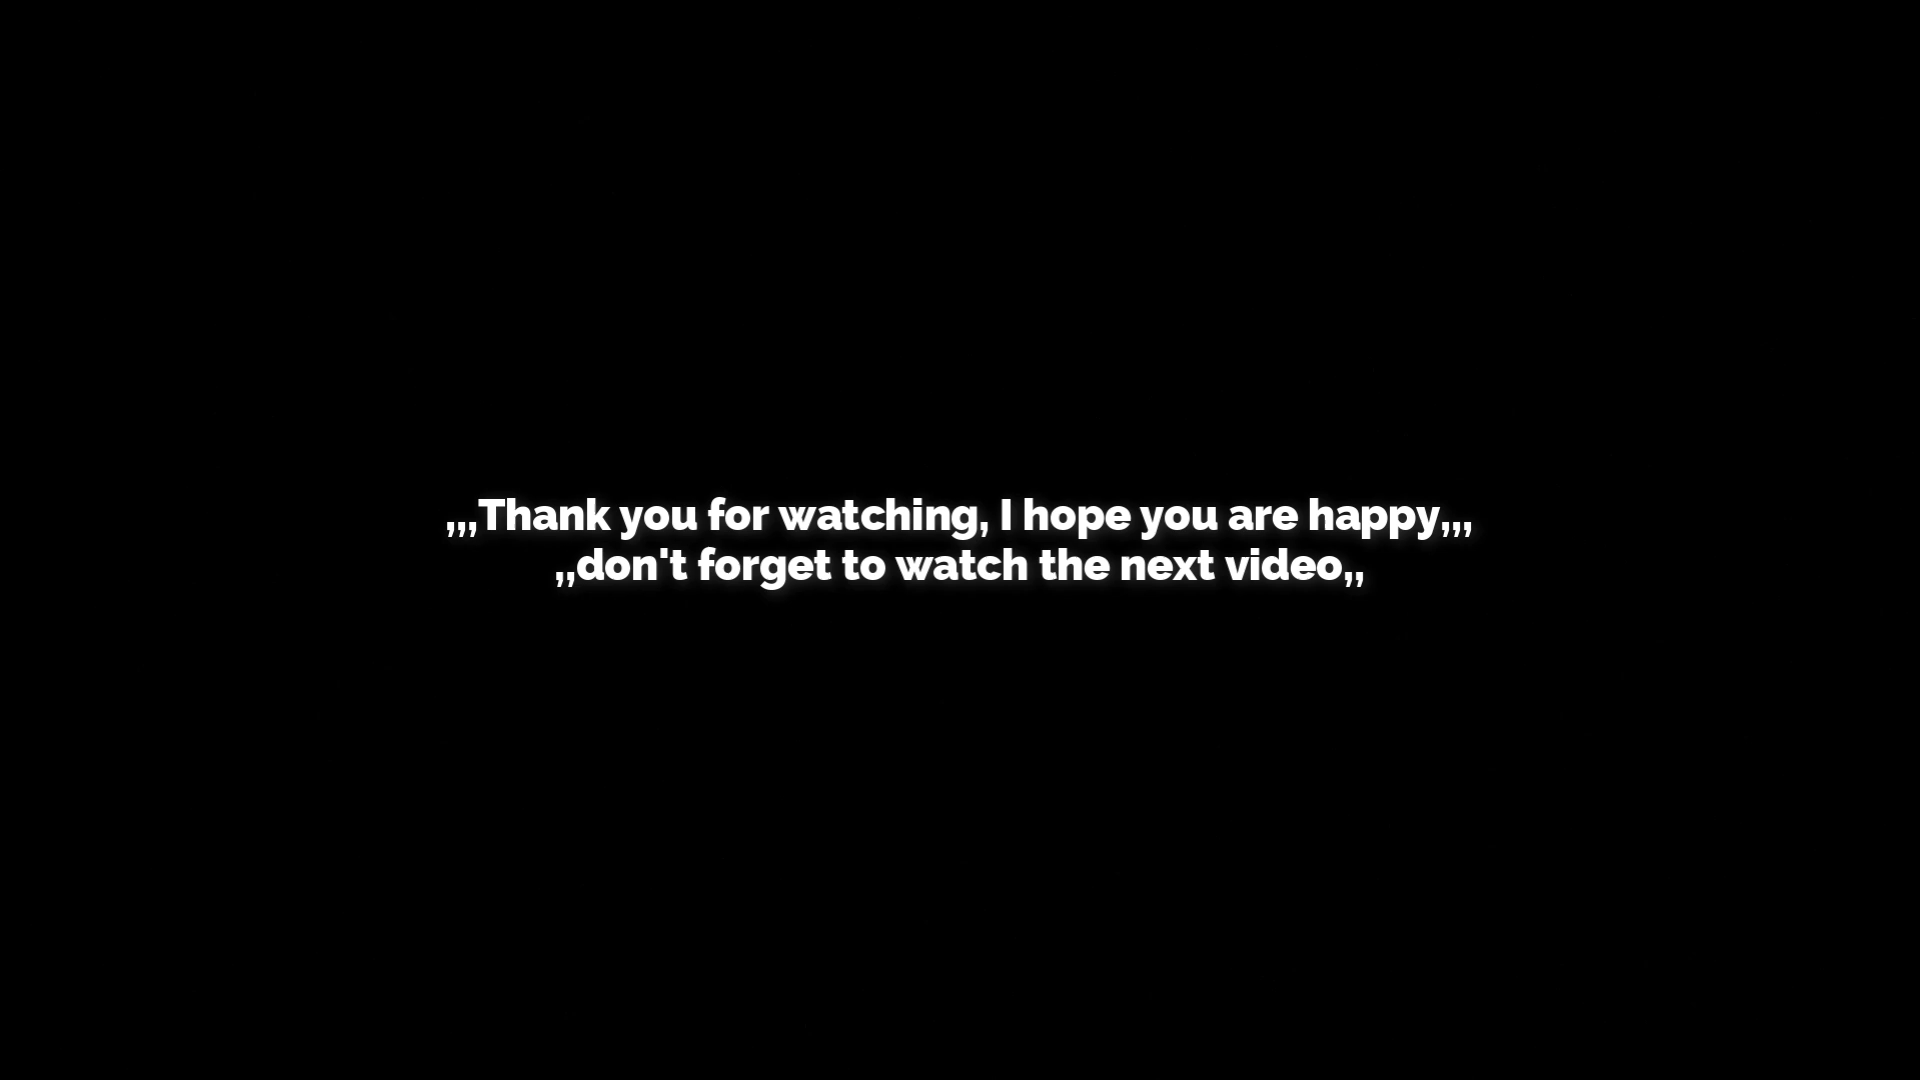 ,,,Thank you for watching, I hope you are happy,,,
,,don't forget to watch the next video,,